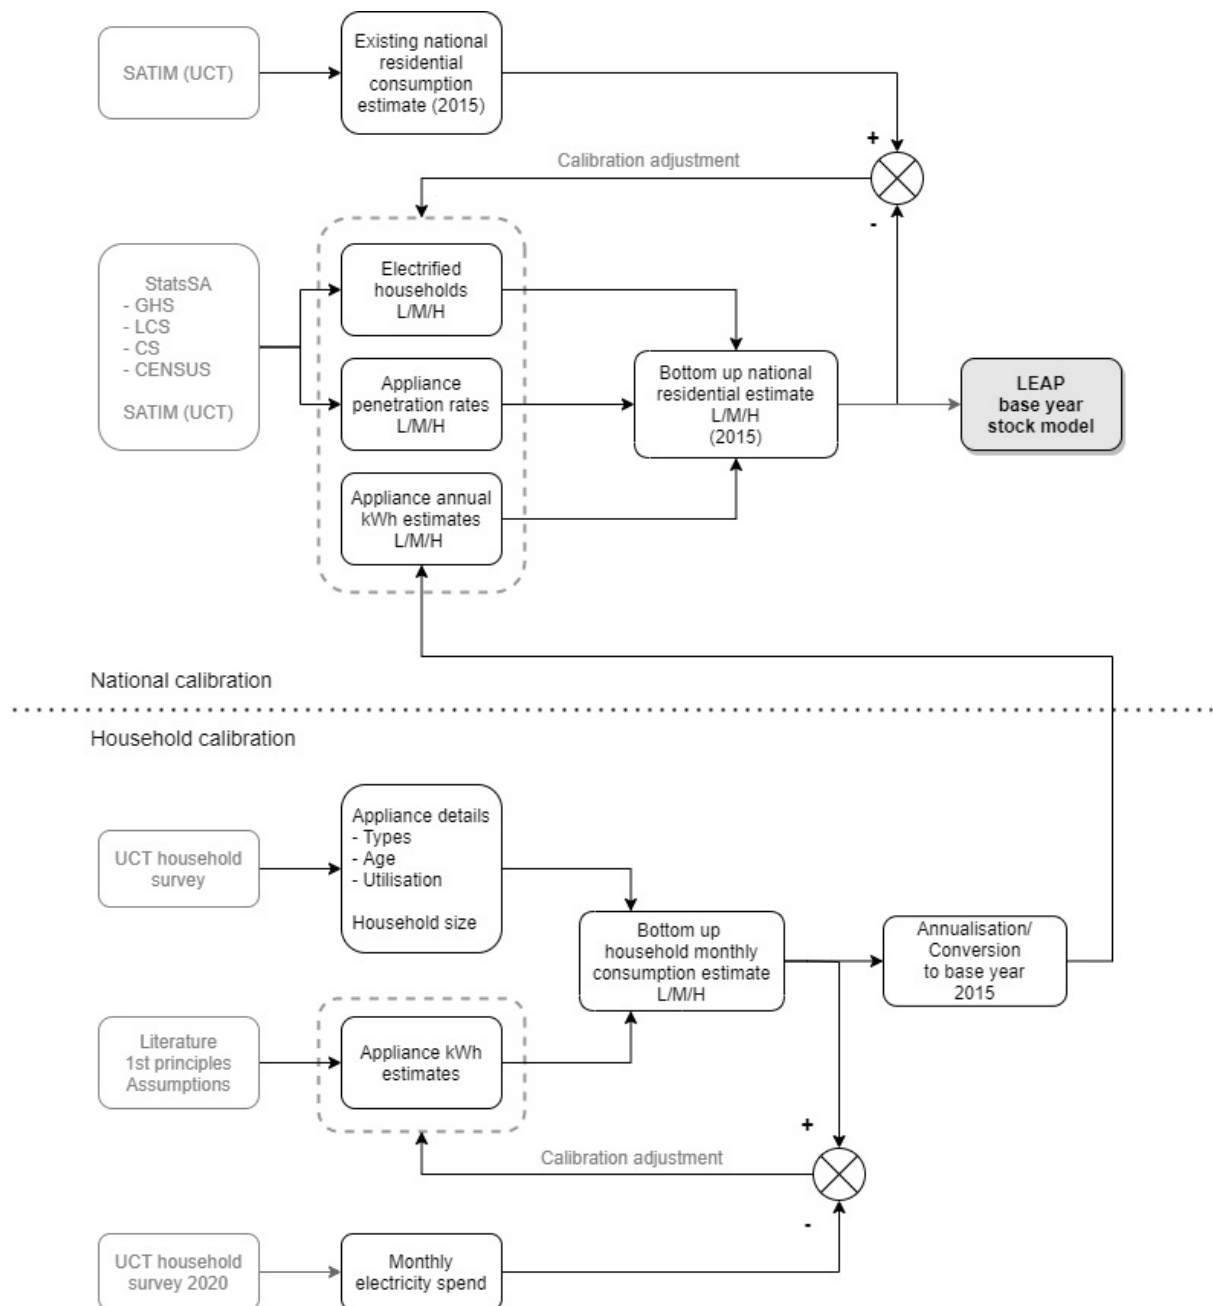 SATIM (UCT)
Existing national
residential
consumption
estimate (2015)
+
Calibration adjustment
-
StatsSA
- GHS
- LCS
- CS
- CENSUS
SATIM (UCT)
Electrified
households
L/M/H
Appliance
penetration rates
L/M/H
Appliance annual
kWh estimates
L/M/H
Bottom up national
residential estimate
L/M/H
(2015)
LEAP
base year
stock model
National calibration
Household calibration
UCT household
survey
Appliance details
- Types
- Age
- Utilisation
Household size
Bottom up
household monthly
consumption estimate
L/M/H
Annualisation/
Conversion
to base year
2015
Literature
1st principles
Assumptions
Appliance kWh
estimates
+
Calibration adjustment
-
UCT household
survey 2020
Monthly
electricity spend